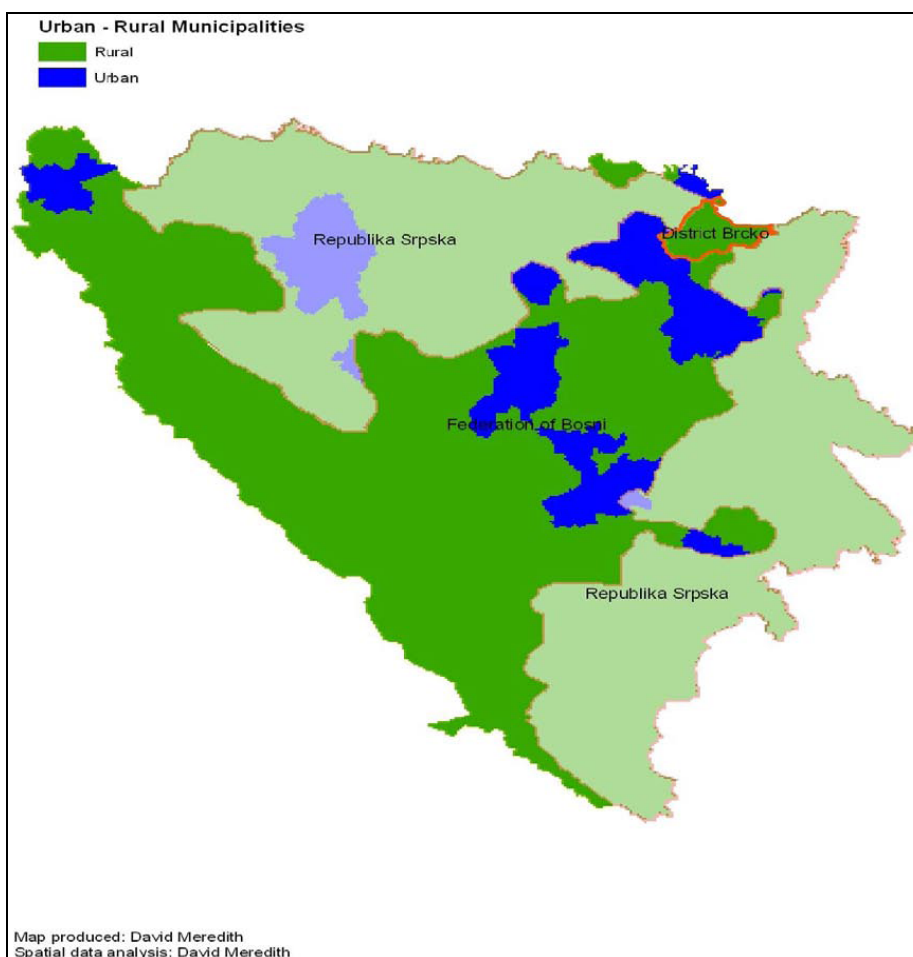 Urban - Rural Municipalities
Rural
Urban
Republika Srpska
District Brcko
Federation of Bosni
Republika Srpska
Map produced: David Meredith
Spatial data analysis: David Meredith